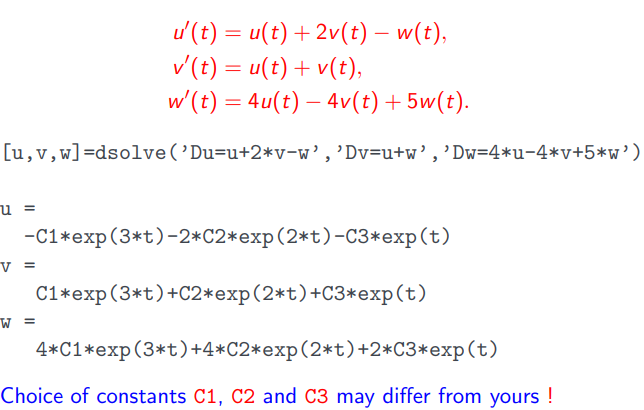 u′(t) = u(t) + 2v(t) − w(t),
v′(t) = u(t) + v(t),
w′(t) = 4u(t) − 4v(t) + 5w(t).
[u,v,w]=dsolve('Du=u+2*v-w','Dv=u+w','Dw=4*u-4*v+5*w')
u =
-C1*exp(3*t)-2*C2*exp(2*t)-C3*exp(t)
v =
C1*exp(3*t)+C2*exp(2*t)+C3*exp(t)
w =
4*C1*exp(3*t)+4*C2*exp(2*t)+2*C3*exp(t)
Choice of constants C1, C2 and C3 may differ from yours !